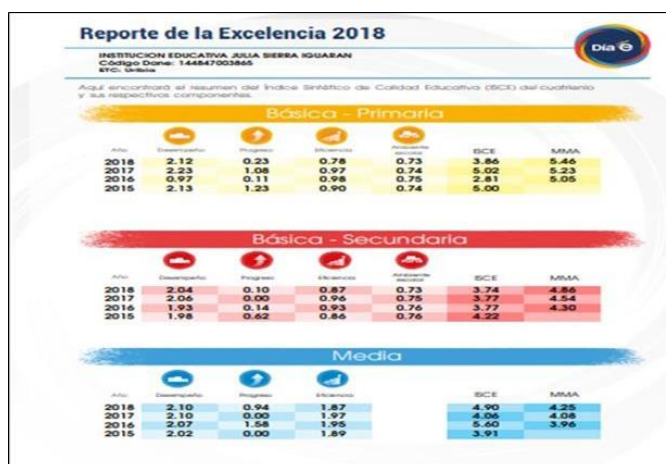 Reporte de la Excelencia 2018
Día é
INSTITUCION EDUCATIVA JULIA SIERRA IGUARAN
Código Dane: 144847003865
ETC: Uribia
Aquí encontrará el resumen del Índice Sintético de Calidad Educativa (ISCE) del cuatrienio
y sus respectivos componentes.
Básica - Primaria
Año Desempeño Progreso Eficiencia Ambiente escolar ISCE MMA
2018 2.12 0.23 0.78 0.73 3.86 5.46
2017 2.23 1.08 0.97 0.74 5.02 5.23
2016 0.97 0.11 0.98 0.75 2.81 5.05
2015 2.13 1.23 0.90 0.74 5.00
Básica - Secundaria
Año Desempeño Progreso Eficiencia Ambiente escolar ISCE MMA
2018 2.04 0.10 0.87 0.73 3.74 4.86
2017 2.06 0.00 0.96 0.75 3.77 4.54
2016 1.93 0.14 0.93 0.76 3.77 4.30
2015 1.98 0.62 0.86 0.76 4.22
Media
Año Desempeño Progreso Eficiencia ISCE MMA
2018 2.10 0.94 1.87 4.90 4.25
2017 2.10 0.00 1.97 4.06 4.08
2016 2.07 1.58 1.95 5.60 3.96
2015 2.02 0.00 1.89 3.91